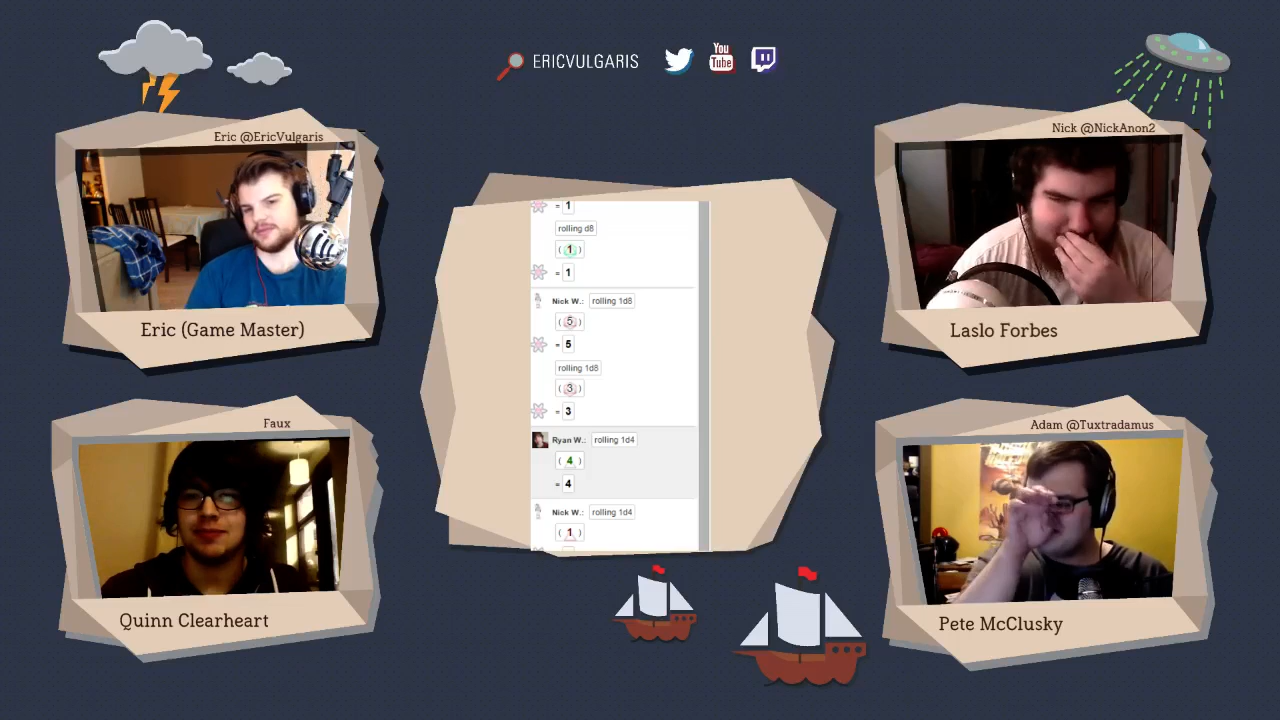 ERICVULGARIS
You
Tube
Eric @EricVulgaris
Eric (Game Master)
Nick @NickAnon2
Laslo Forbes
= 1
rolling d8
( 1 )
= 1
Nick W.: rolling 1d8
( 5 )
= 5
rolling 1d8
( 3 )
= 3
Ryan W.: rolling 1d4
( 4 )
= 4
Nick W.: rolling 1d4
( 1 )
Faux
Quinn Clearheart
Adam @Tuxtradamus
Pete McClusky